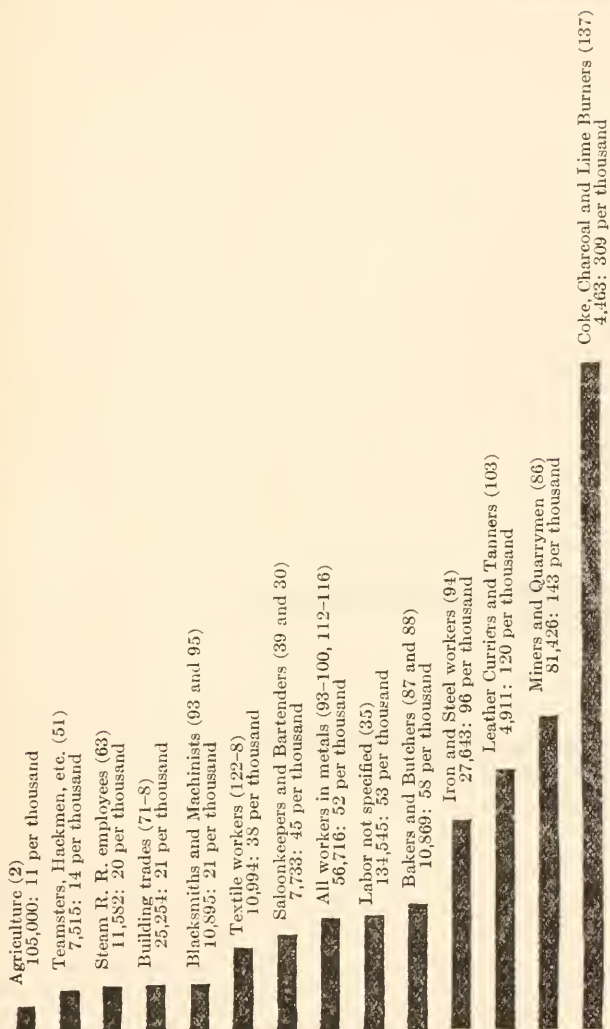 Agriculture (2)
105,000: 11 per thousand
Teamsters, Hackmen, etc. (51)
7,515: 14 per thousand
Steam R. R. employees (63)
11,582: 20 per thousand
Building trades (71–8)
25,254: 21 per thousand
Blacksmiths and Machinists (93 and 95)
10,895: 21 per thousand
Textile workers (122–8)
10,994: 38 per thousand
Saloonkeepers and Bartenders (39 and 30)
7,733: 45 per thousand
All workers in metals (93–100, 112–116)
56,716: 52 per thousand
Labor not specified (35)
134,545: 53 per thousand
Bakers and Butchers (87 and 88)
10,869: 58 per thousand
Iron and Steel workers (94)
27,643: 96 per thousand
Leather Curriers and Tanners (103)
4,911: 120 per thousand
Miners and Quarrymen (86)
81,426: 143 per thousand
Coke, Charcoal and Lime Burners (137)
4,463: 309 per thousand